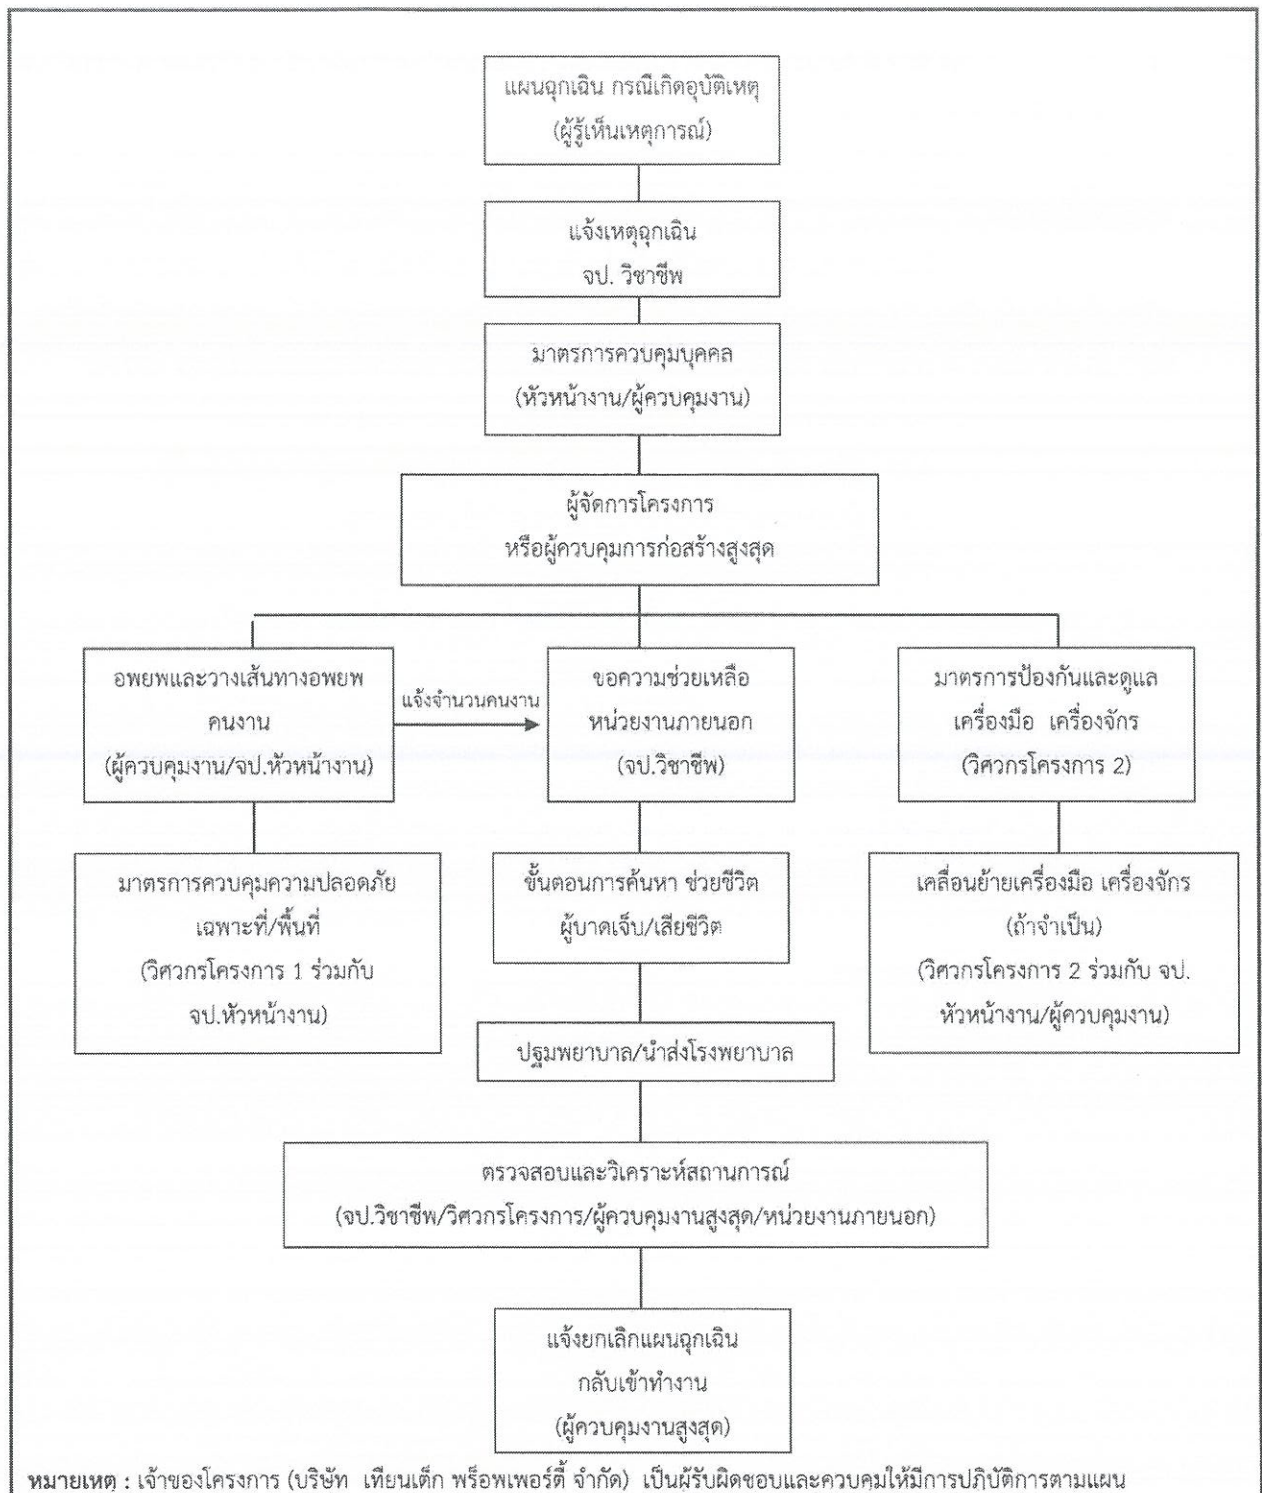 แผนฉุกเฉิน กรณีเกิดอุบัติเหตุ
(ผู้รู้เห็นเหตุการณ์)
แจ้งเหตุฉุกเฉิน
จป. วิชาชีพ
มาตรการควบคุมบุคคล
(หัวหน้างาน/ผู้ควบคุมงาน)
ผู้จัดการโครงการ
หรือผู้ควบคุมการก่อสร้างสูงสุด
อพยพและวางเส้นทางอพยพ
คนงาน
(ผู้ควบคุมงาน/จป.หัวหน้างาน)
แจ้งจำนวนคนงาน
ขอความช่วยเหลือ
หน่วยงานภายนอก
(จป.วิชาชีพ)
มาตรการป้องกันและดูแล
เครื่องมือ เครื่องจักร
(วิศวกรโครงการ 2)
มาตรการควบคุมความปลอดภัย
เฉพาะที่/พื้นที่
(วิศวกรโครงการ 1 ร่วมกับ
จป.หัวหน้างาน)
ขั้นตอนการค้นหา ช่วยชีวิต
ผู้บาดเจ็บ/เสียชีวิต
เคลื่อนย้ายเครื่องมือ เครื่องจักร
(ถ้าจำเป็น)
(วิศวกรโครงการ 2 ร่วมกับ จป.
หัวหน้างาน/ผู้ควบคุมงาน)
ปฐมพยาบาล/นำส่งโรงพยาบาล
ตรวจสอบและวิเคราะห์สถานการณ์
(จป.วิชาชีพ/วิศวกรโครงการ/ผู้ควบคุมงานสูงสุด/หน่วยงานภายนอก)
แจ้งยกเลิกแผนฉุกเฉิน
กลับเข้าทำงาน
(ผู้ควบคุมงานสูงสุด)
หมายเหตุ : เจ้าของโครงการ (บริษัท เทียนเต็ก พร็อพเพอร์ตี้ จำกัด) เป็นผู้รับผิดชอบและควบคุมให้มีการปฏิบัติการตามแผน